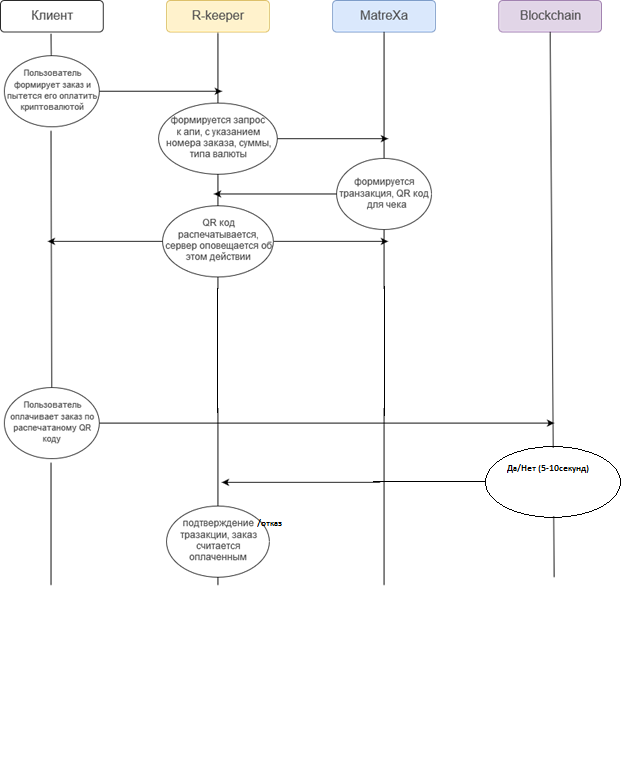 Клиент
R-keeper
MatreXa
Blockchain
Пользователь
формирует заказ и
пытется его оплатить
криптовалютой
формируется запрос
к апи, с указанием
номера заказа, суммы,
типа валюты
формируется
транзакция, QR код
для чека
QR код
распечатывается,
сервер оповещается об
этом действии
Пользователь
оплачивает заказ по
распечатаному QR
коду
Да/Нет (5-10секунд)
подтверждение /отказ
тразакции, заказ
считается
оплаченным